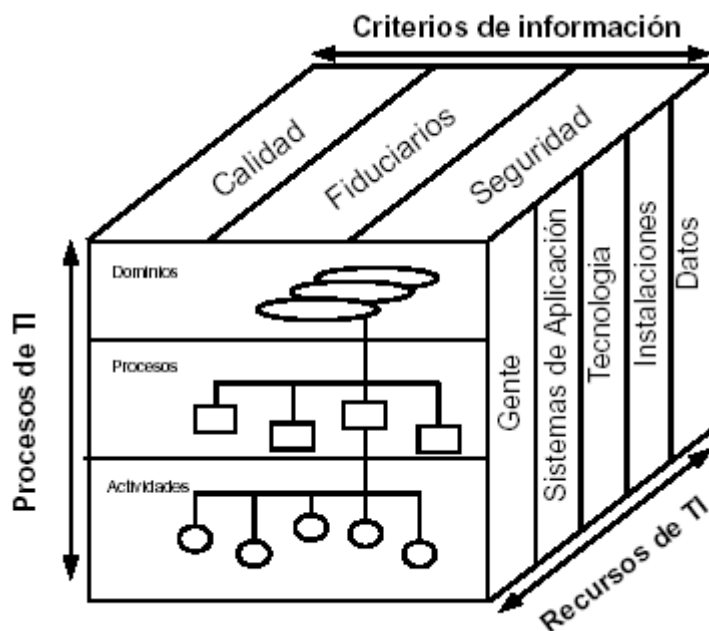 Criterios de información
Calidad
Fiduciarios
Seguridad
Procesos de TI
Dominios
Procesos
Actividades
Gente
Sistemas de Aplicación
Tecnologia
Instalaciones
Datos
Recursos de TI